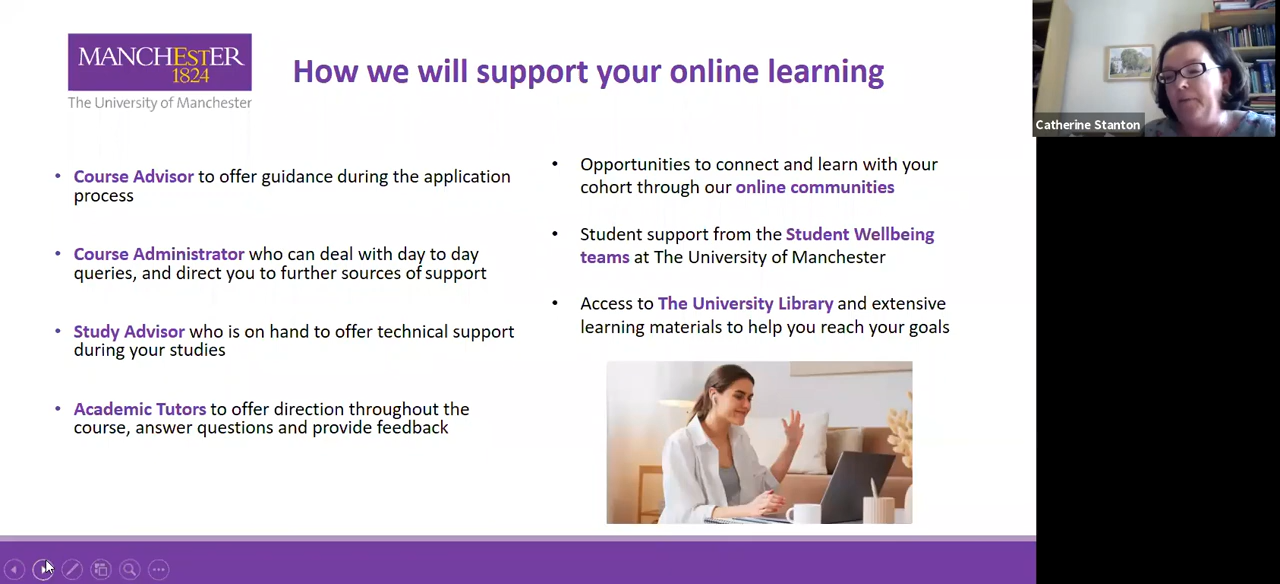 MANCHESTER
1824
The University of Manchester
How we will support your online learning
• Course Advisor to offer guidance during the application
process
• Course Administrator who can deal with day to day
queries, and direct you to further sources of support
• Study Advisor who is on hand to offer technical support
during your studies
• Academic Tutors to offer direction throughout the
course, answer questions and provide feedback
• Opportunities to connect and learn with your
cohort through our online communities
• Student support from the Student Wellbeing
teams at The University of Manchester
• Access to The University Library and extensive
learning materials to help you reach your goals
Catherine Stanton